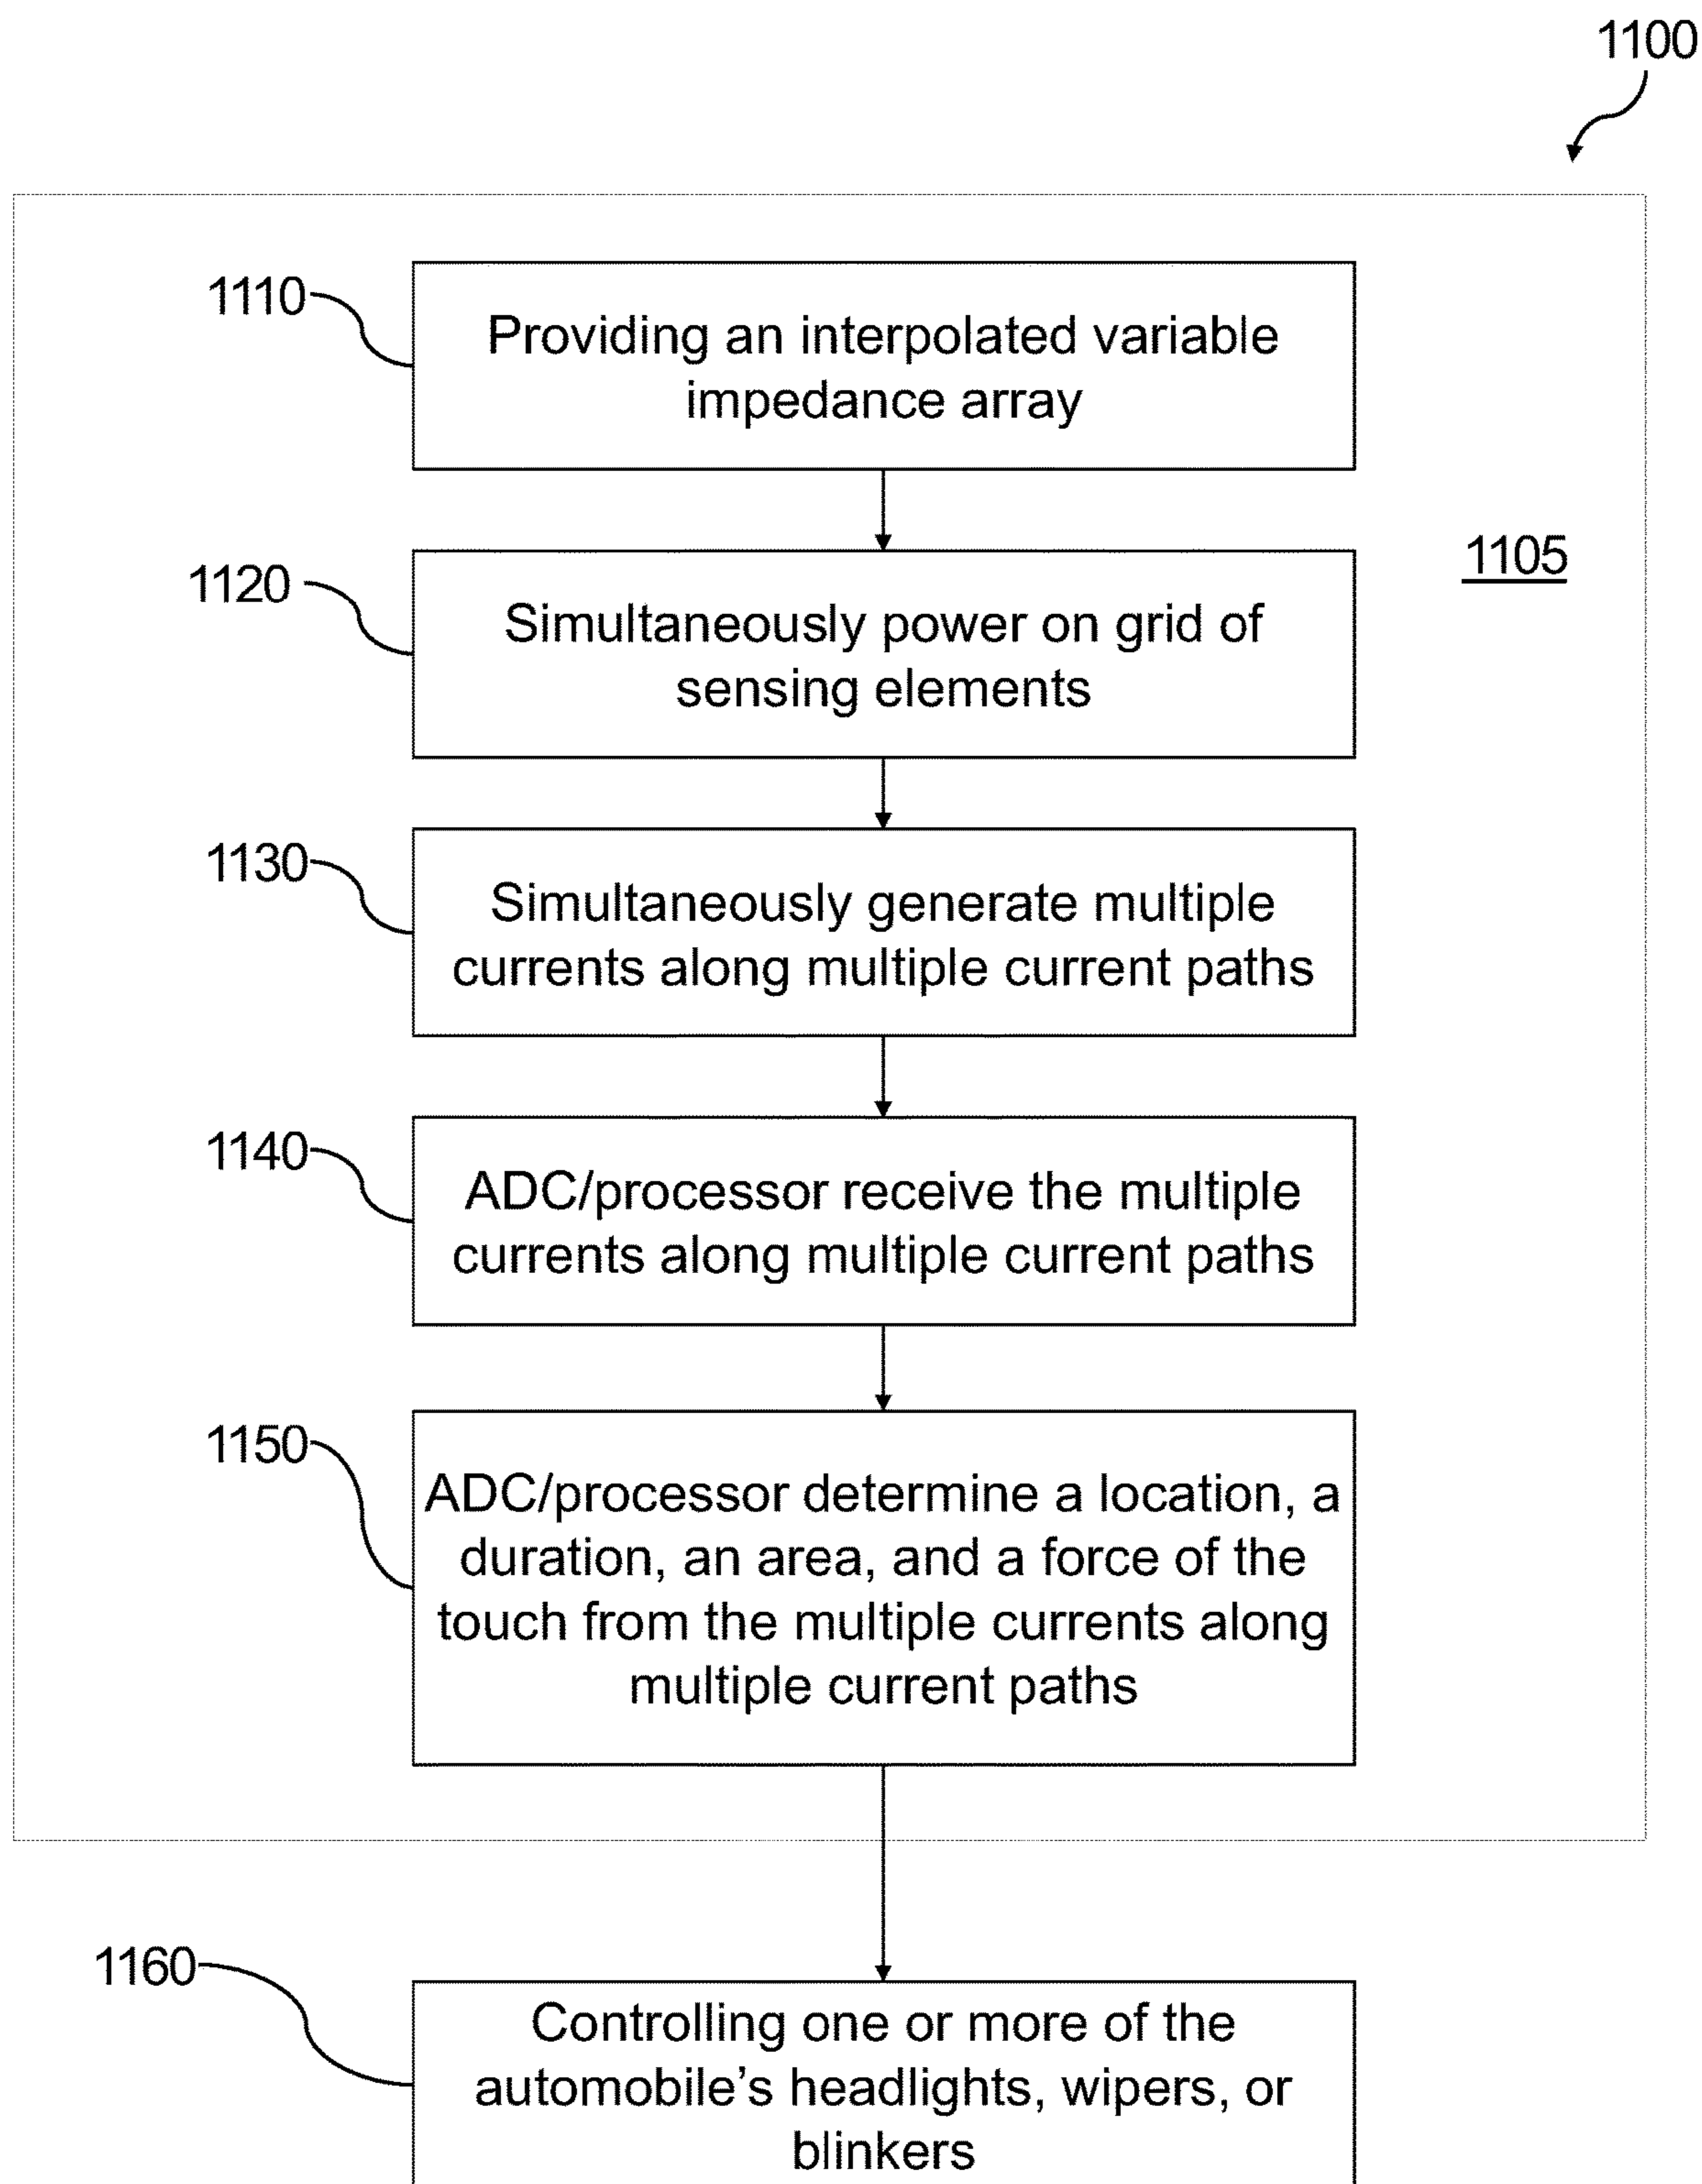 1100
1110
Providing an interpolated variable
impedance array
1105
1120
Simultaneously power on grid of
sensing elements
1130
Simultaneously generate multiple
currents along multiple current paths
1140
ADC/processor receive the multiple
currents along multiple current paths
1150
ADC/processor determine a location, a
duration, an area, and a force of the
touch from the multiple currents along
multiple current paths
1160
Controlling one or more of the
automobile’s headlights, wipers, or
blinkers